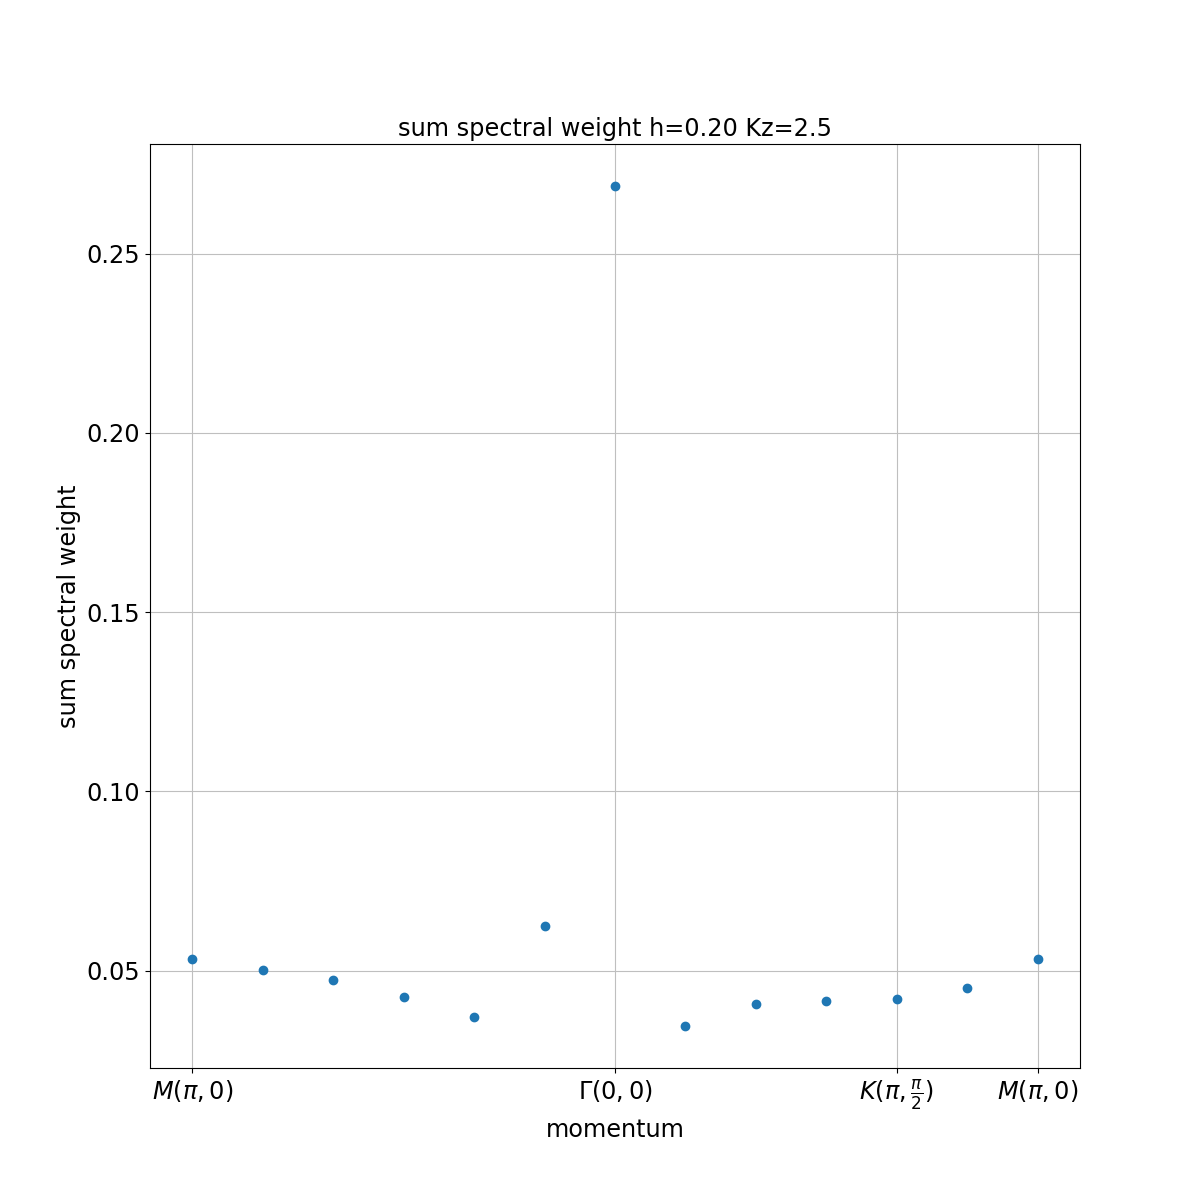 sum spectral weight h=0.20 Kz=2.5
0.25
0.20
0.15
0.10
0.05
sum spectral weight
M(π, 0)
Γ(0, 0)
K(π, π/2)
M(π, 0)
momentum